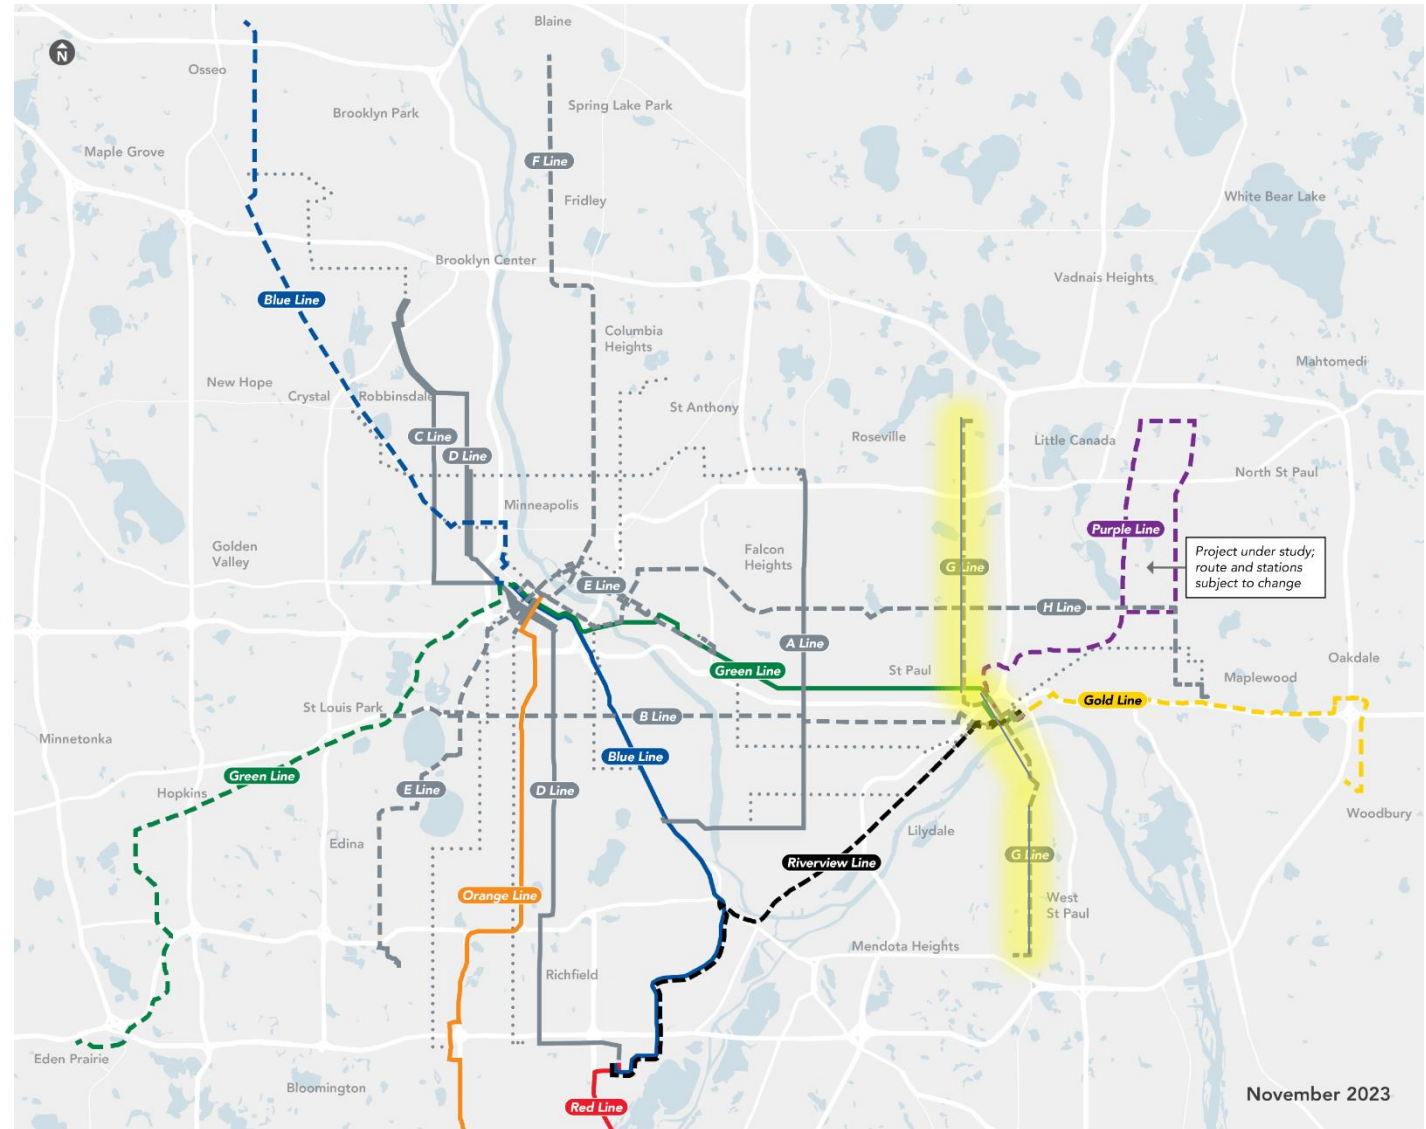 Blaine
N
Osseo
Spring Lake Park
Brooklyn Park
Maple Grove
F Line
Fridley
White Bear Lake
Brooklyn Center
Vadnais Heights
Blue Line
Columbia
Heights
Mahtomedi
New Hope
Crystal
Robbinsdale
St Anthony
C Line
D Line
Roseville
Little Canada
North St Paul
Minneapolis
Purple Line
Golden
Valley
Falcon
Heights
Project under study;
route and stations
subject to change
G Line
E Line
H Line
A Line
Green Line
St Paul
Oakdale
Maplewood
St Louis Park
B Line
Gold Line
Minnetonka
Blue Line
Green Line
Hopkins
E Line
D Line
Woodbury
Lilydale
Edina
G Line
Riverview Line
Orange Line
West
St Paul
Mendota Heights
Richfield
Eden Prairie
Bloomington
November 2023
Red Line